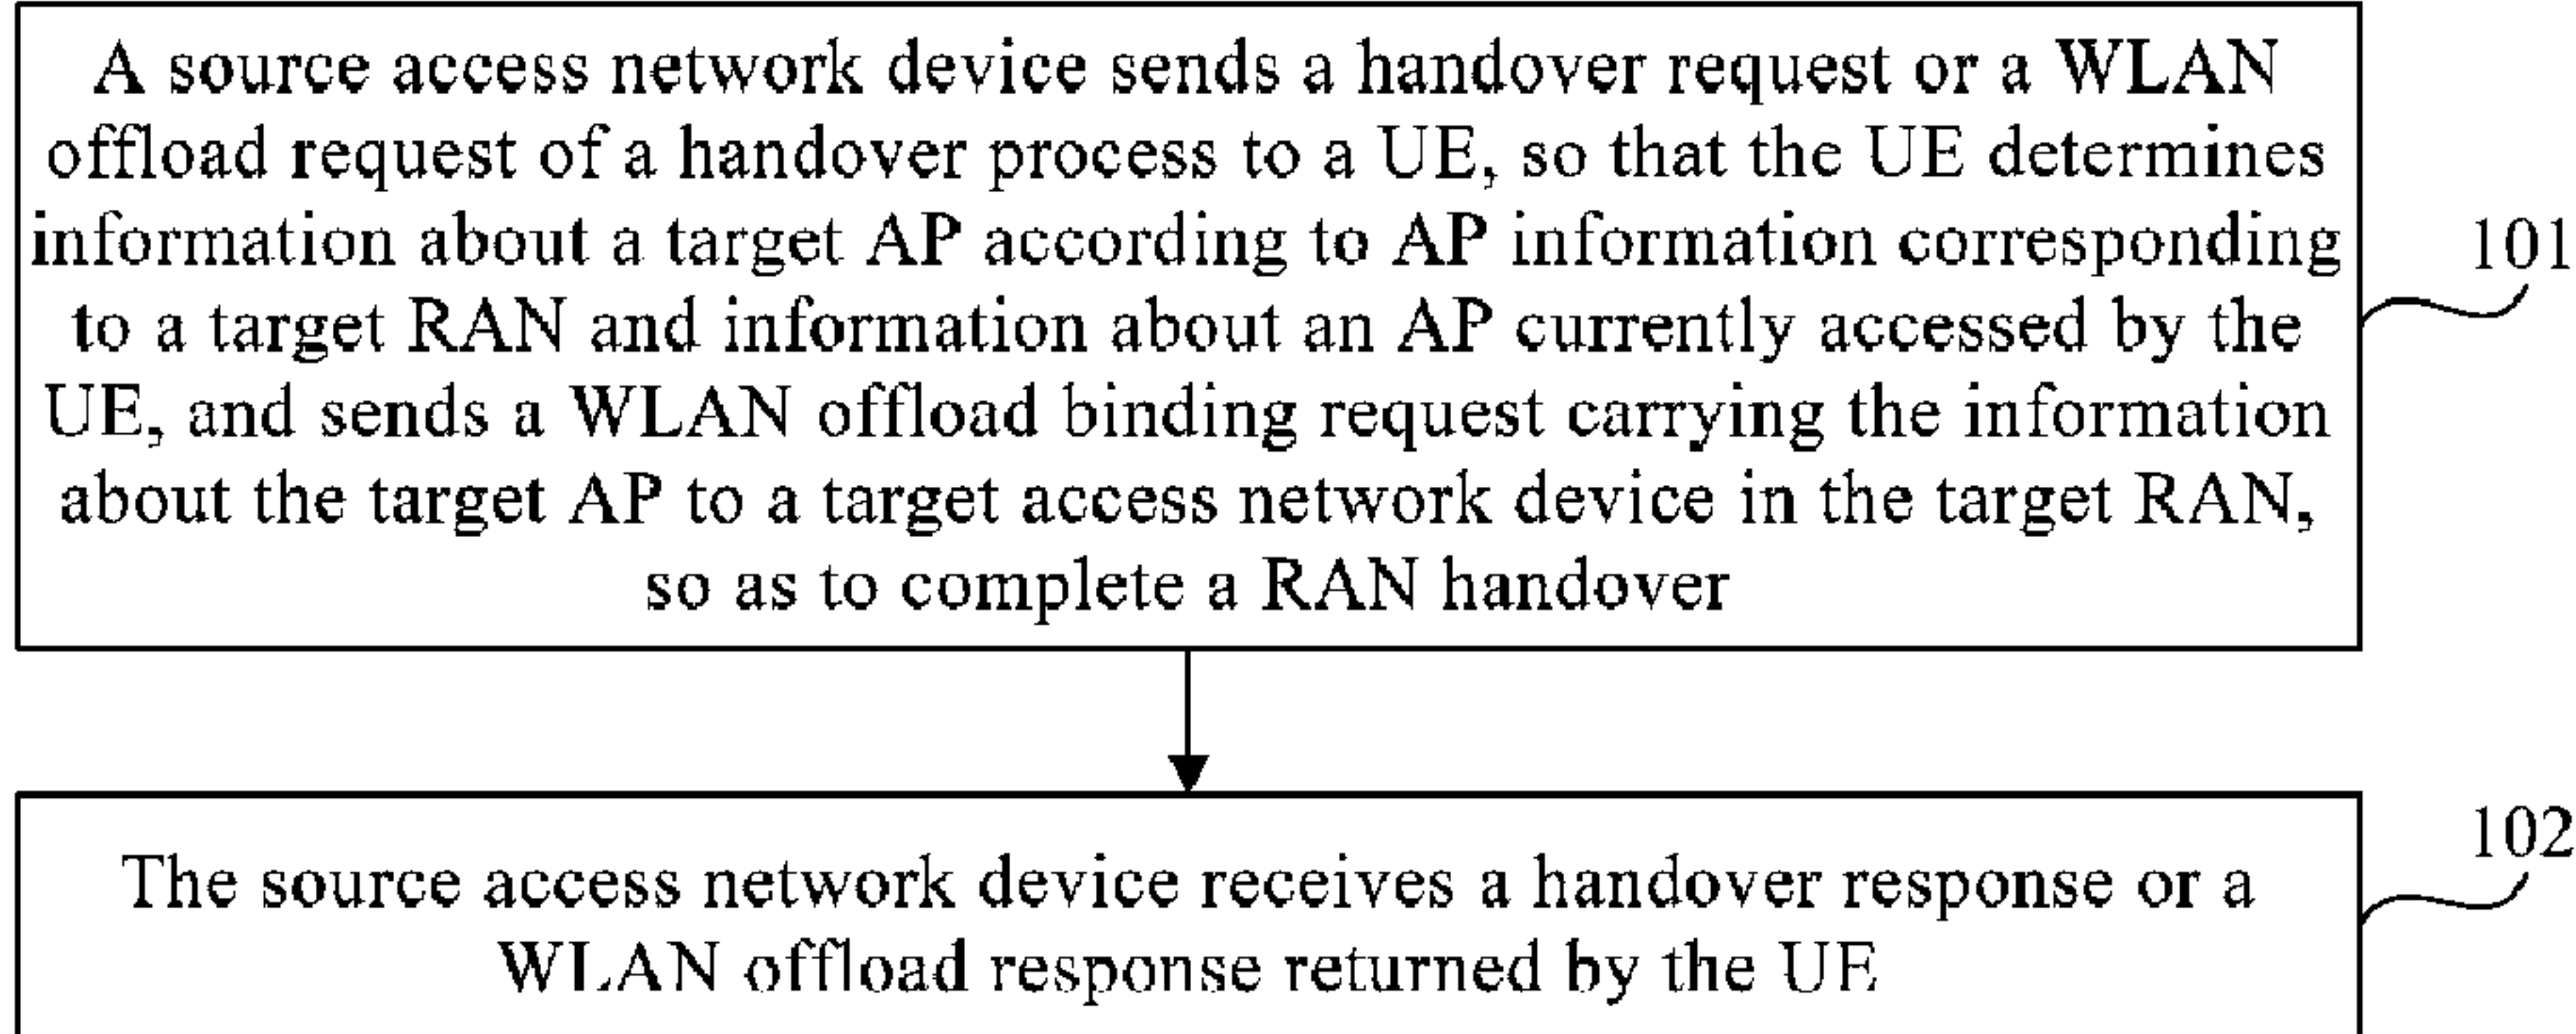 A source access network device sends a handover request or a WLAN
offload request of a handover process to a UE, so that the UE determines
information about a target AP according to AP information corresponding
to a target RAN and information about an AP currently accessed by the
UE, and sends a WLAN offload binding request carrying the information
about the target AP to a target access network device in the target RAN,
so as to complete a RAN handover
101
The source access network device receives a handover response or a
WLAN offload response returned by the UE
102